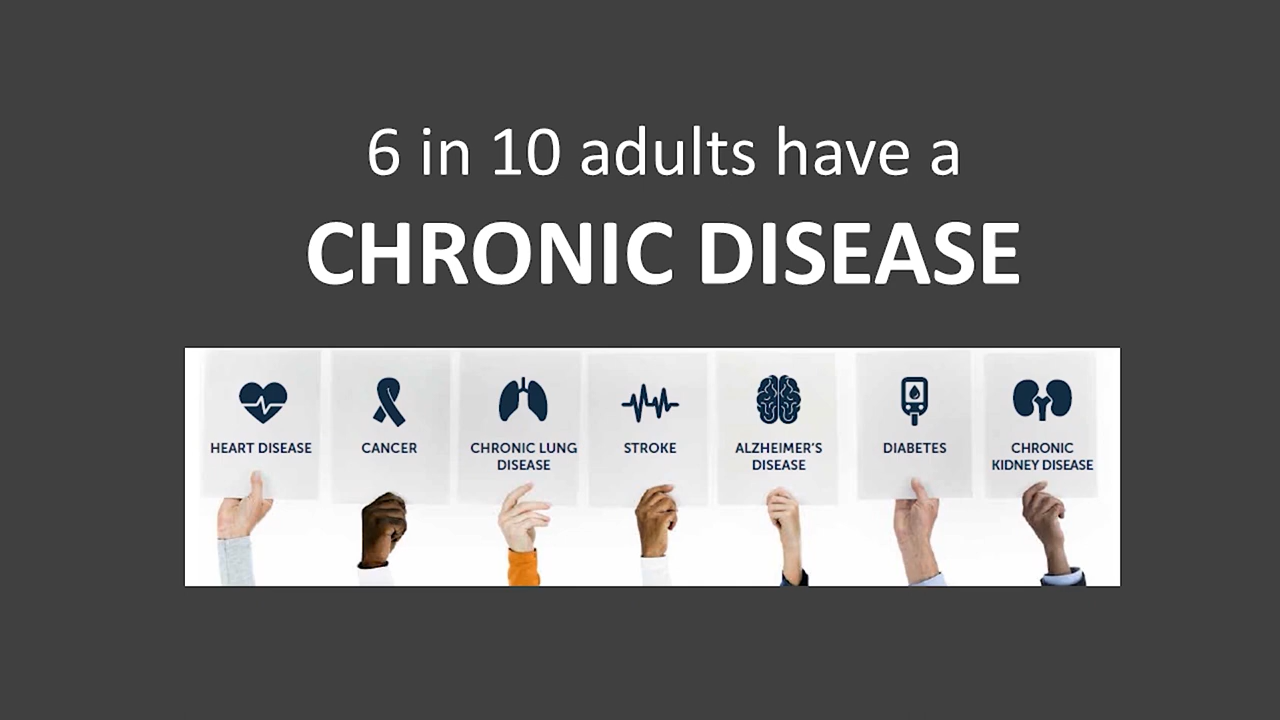 6 in 10 adults have a
CHRONIC DISEASE
HEART DISEASE
CANCER
CHRONIC LUNG
DISEASE
STROKE
ALZHEIMER'S
DISEASE
DIABETES
CHRONIC
KIDNEY DISEASE